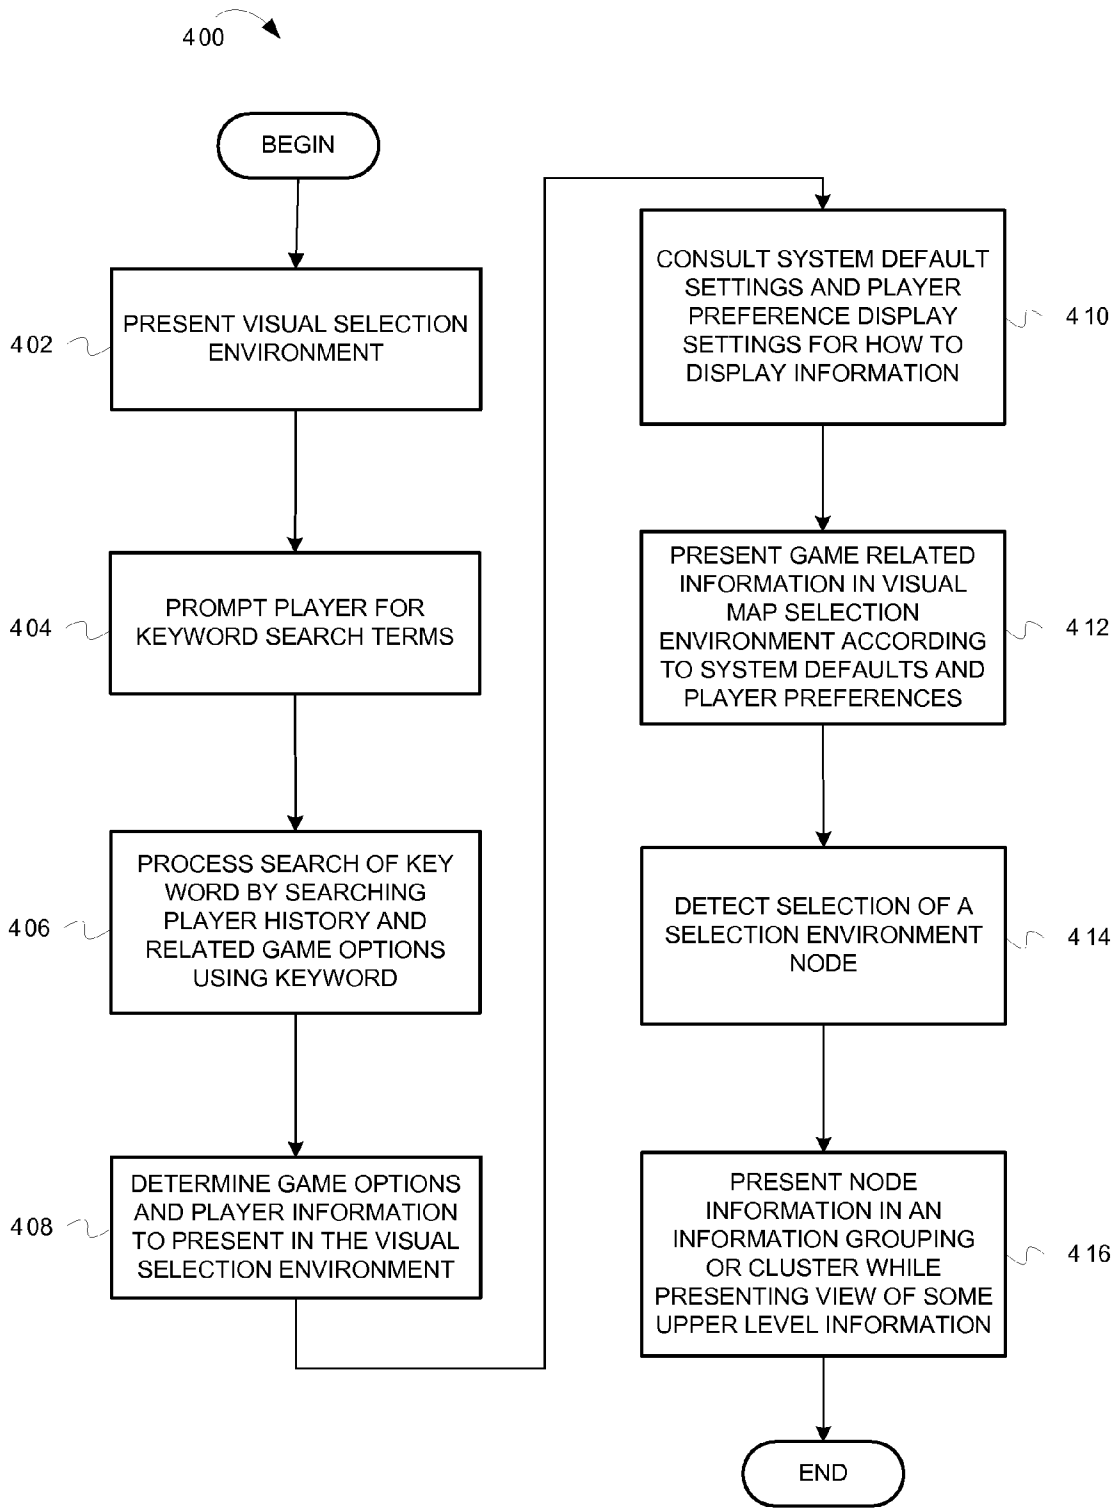 400
BEGIN
PRESENT VISUAL SELECTION
ENVIRONMENT
402
PROMPT PLAYER FOR
KEYWORD SEARCH TERMS
404
PROCESS SEARCH OF KEY
WORD BY SEARCHING
PLAYER HISTORY AND
RELATED GAME OPTIONS
USING KEYWORD
406
DETERMINE GAME OPTIONS
AND PLAYER INFORMATION
TO PRESENT IN THE VISUAL
SELECTION ENVIRONMENT
408
CONSULT SYSTEM DEFAULT
SETTINGS AND PLAYER
PREFERENCE DISPLAY
SETTINGS FOR HOW TO
DISPLAY INFORMATION
410
PRESENT GAME RELATED
INFORMATION IN VISUAL
MAP SELECTION
ENVIRONMENT ACCORDING
TO SYSTEM DEFAULTS AND
PLAYER PREFERENCES
412
DETECT SELECTION OF A
SELECTION ENVIRONMENT
NODE
414
PRESENT NODE
INFORMATION IN AN
INFORMATION GROUPING
OR CLUSTER WHILE
PRESENTING VIEW OF SOME
UPPER LEVEL INFORMATION
416
END